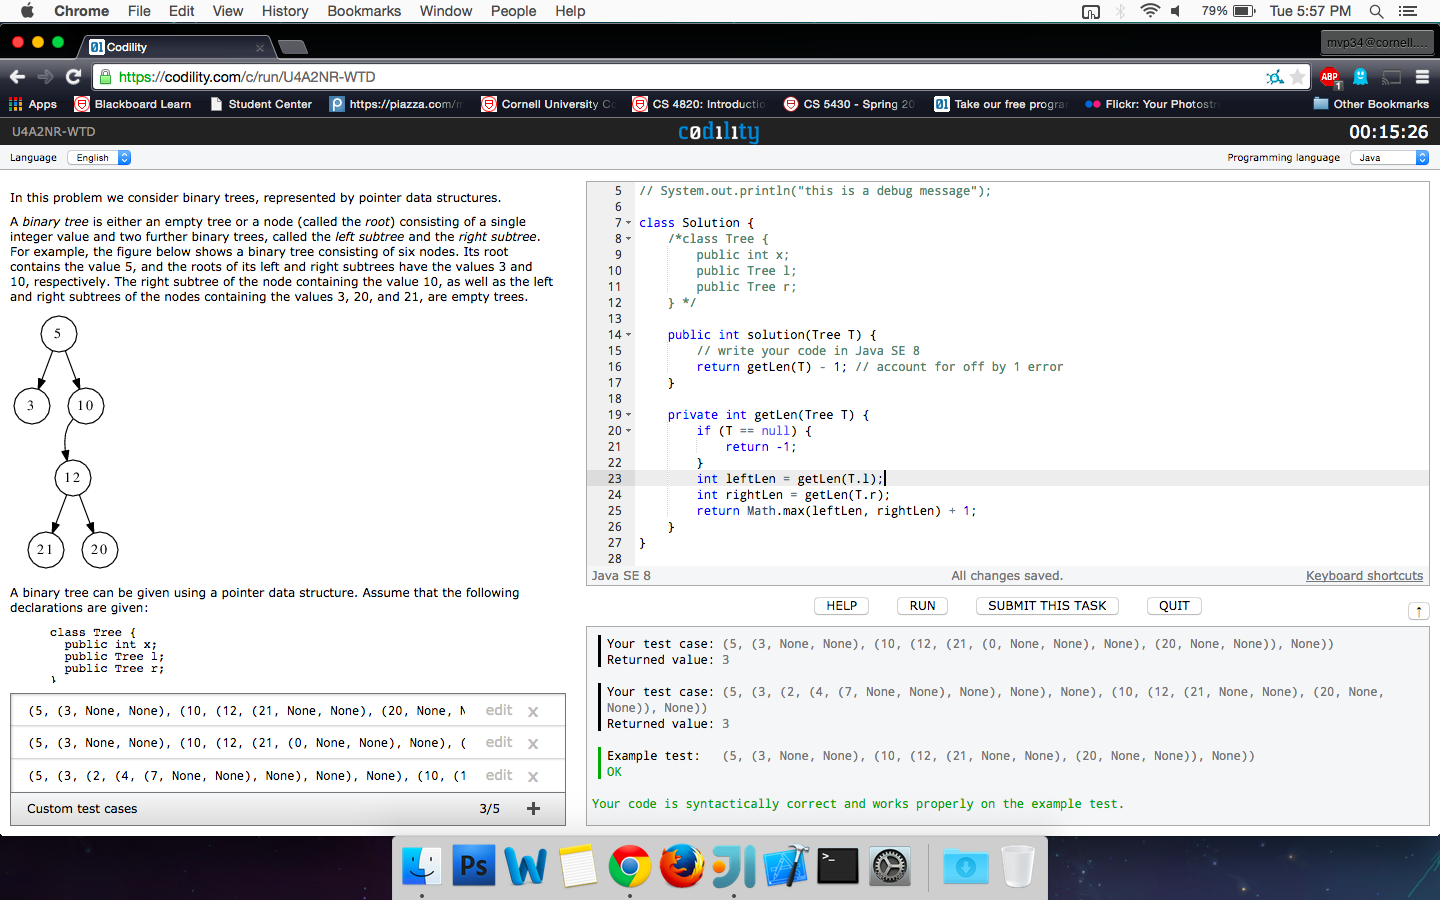 Chrome File Edit View History Bookmarks Window People Help 79% Tue 5:57 PM
Codility
mvp34@cornell....
https://codility.com/c/run/U4A2NR-WTD
ABP
1
Apps Blackboard Learn Student Center https://piazza.com/ Cornell University CS 4820: Introductio CS 5430 - Spring 20 Take our free progra Flickr: Your Photost Other Bookmarks
U4A2NR-WTD codility 00:15:26
Language English Programming language Java
In this problem we consider binary trees, represented by pointer data structures.
A binary tree is either an empty tree or a node (called the root) consisting of a single
integer value and two further binary trees, called the left subtree and the right subtree.
For example, the figure below shows a binary tree consisting of six nodes. Its root
contains the value 5, and the roots of its left and right subtrees have the values 3 and
10, respectively. The right subtree of the node containing the value 10, as well as the left
and right subtrees of the nodes containing the values 3, 20, and 21, are empty trees.
5
3 10
12
21 20
A binary tree can be given using a pointer data structure. Assume that the following
declarations are given:
class Tree {
public int x;
public Tree l;
public Tree r;
}
(5, (3, None, None), (10, (12, (21, None, None), (20, None, N edit x
(5, (3, None, None), (10, (12, (21, (0, None, None), None), ( edit x
(5, (3, (2, (4, (7, None, None), None), None), None), (10, (1 edit x
Custom test cases 3/5 +
5 // System.out.println("this is a debug message");
6
7 class Solution {
8 /*class Tree {
9 public int x;
10 public Tree l;
11 public Tree r;
12 } */
13
14 public int solution(Tree T) {
15 // write your code in Java SE 8
16 return getLen(T) - 1; // account for off by 1 error
17 }
18
19 private int getLen(Tree T) {
20 if (T == null) {
21 return -1;
22 }
23 int leftLen = getLen(T.l);
24 int rightLen = getLen(T.r);
25 return Math.max(leftLen, rightLen) + 1;
26 }
27 }
28
Java SE 8 All changes saved. Keyboard shortcuts
HELP RUN SUBMIT THIS TASK QUIT ↑
Your test case: (5, (3, None, None), (10, (12, (21, (0, None, None), None), (20, None, None)), None))
Returned value: 3
Your test case: (5, (3, (2, (4, (7, None, None), None), None), None), (10, (12, (21, None, None), (20, None,
None)), None))
Returned value: 3
Example test: (5, (3, None, None), (10, (12, (21, None, None), (20, None, None)), None))
OK
Your code is syntactically correct and works properly on the example test.
Ps W